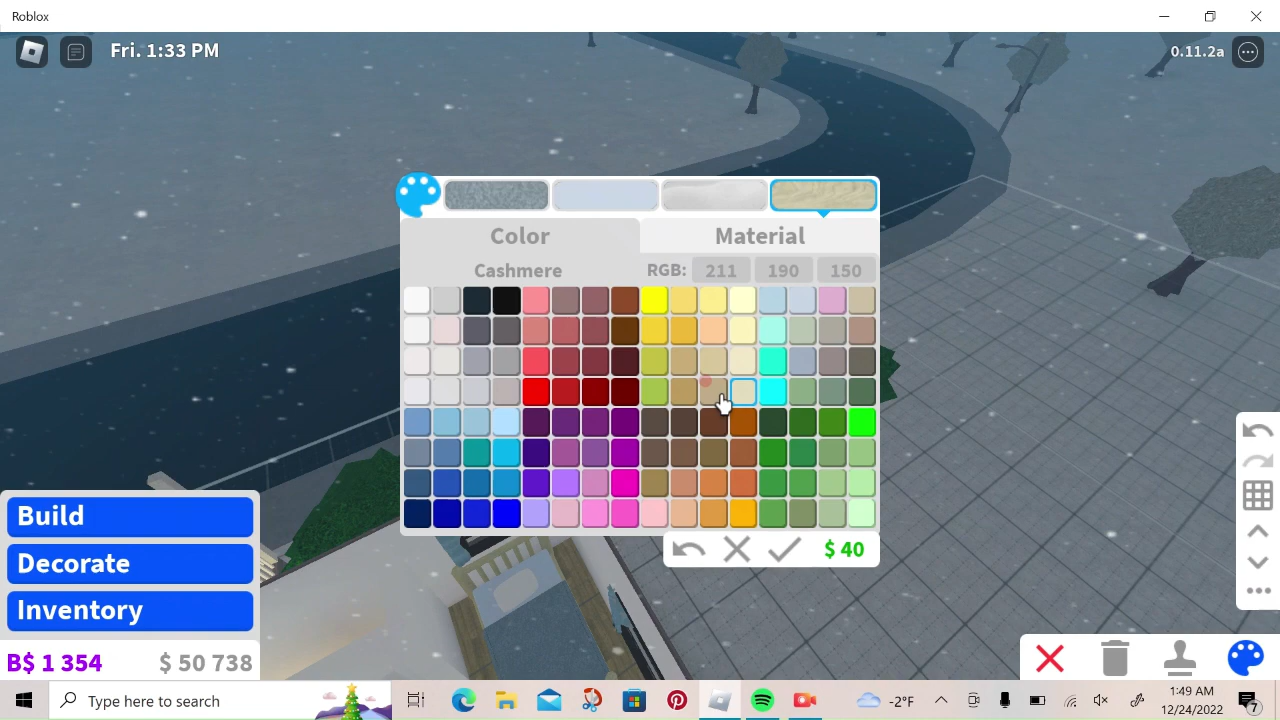 Roblox
Fri. 1:33 PM
0.11.2a
Color
Material
Cashmere
RGB: 211 190 150
$ 40
Build
Decorate
Inventory
B$ 1 354
$ 50 738
Type here to search
-2°F
1:49 AM
12/24/2022
7